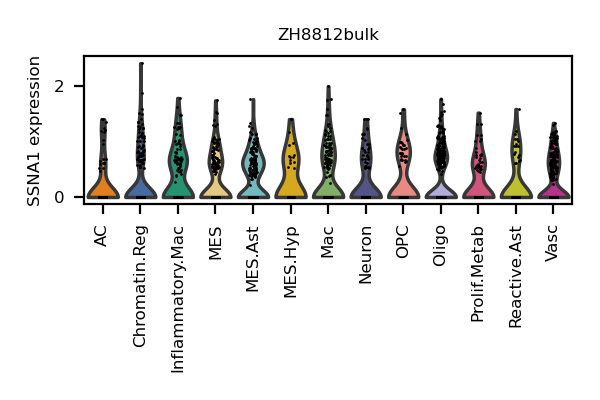 ZH8812bulk
SSNA1 expression
2
0
AC
Chromatin.Reg
Inflammatory.Mac
MES
MES.Ast
MES.Hyp
Mac
Neuron
OPC
Oligo
Prolif.Metab
Reactive.Ast
Vasc